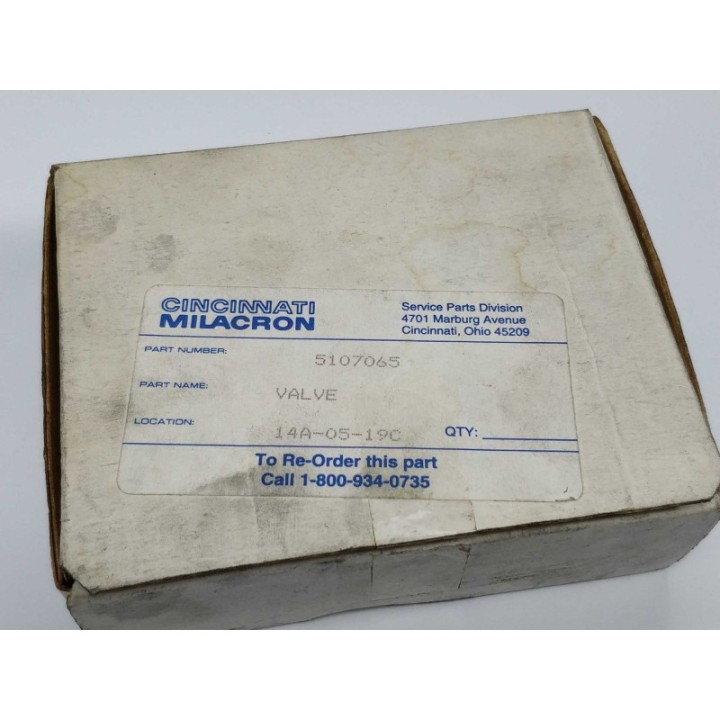 CINCINNATI
MILACRON
Service Parts Division
4701 Marburg Avenue
Cincinnati, Ohio 45209
PART NUMBER: 5107065
PART NAME: VALVE
LOCATION: 14A-05-19C QTY:
To Re-Order this part
Call 1-800-934-0735